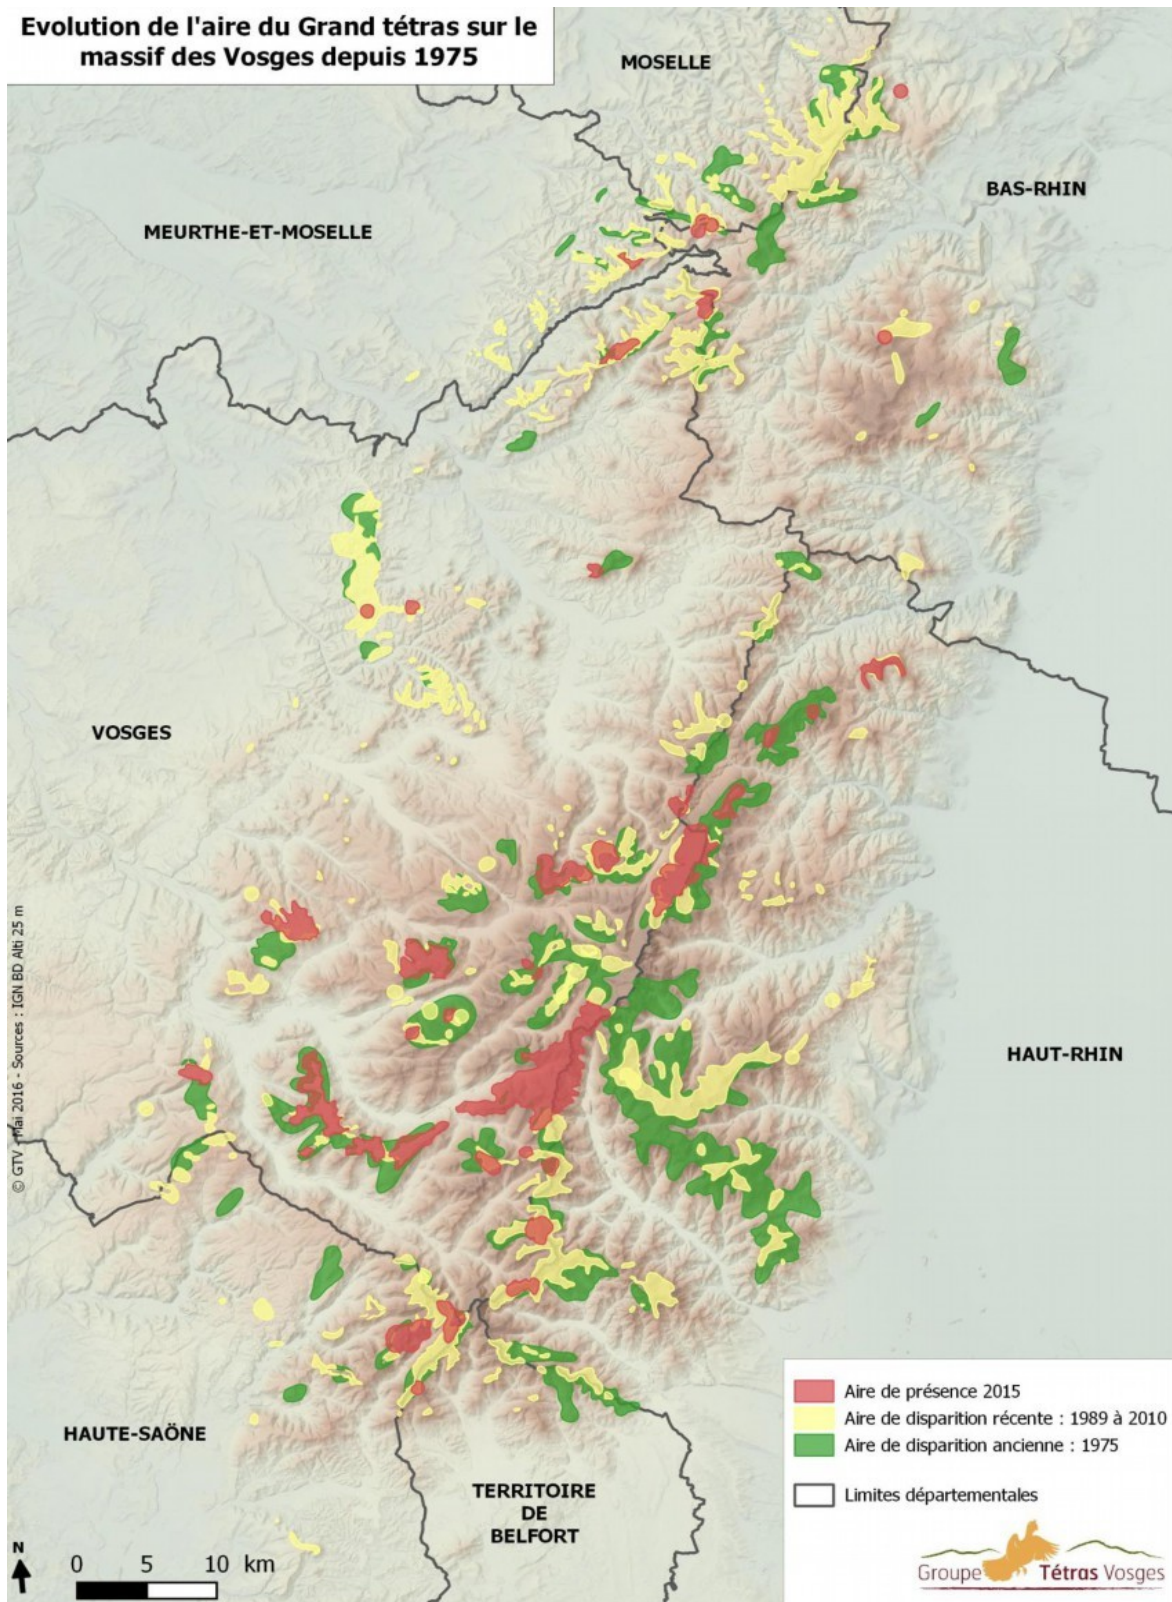 Evolution de l'aire du Grand tétras sur le
massif des Vosges depuis 1975
MOSELLE
BAS-RHIN
MEURTHE-ET-MOSELLE
VOSGES
HAUT-RHIN
© GTV - Mai 2016 - Sources : IGN BD Alti 25 m
HAUTE-SAÖNE
TERRITOIRE
DE
BELFORT
Aire de présence 2015
Aire de disparition récente : 1989 à 2010
Aire de disparition ancienne : 1975
Limites départementales
N
0 5 10 km
Groupe Tétras Vosges